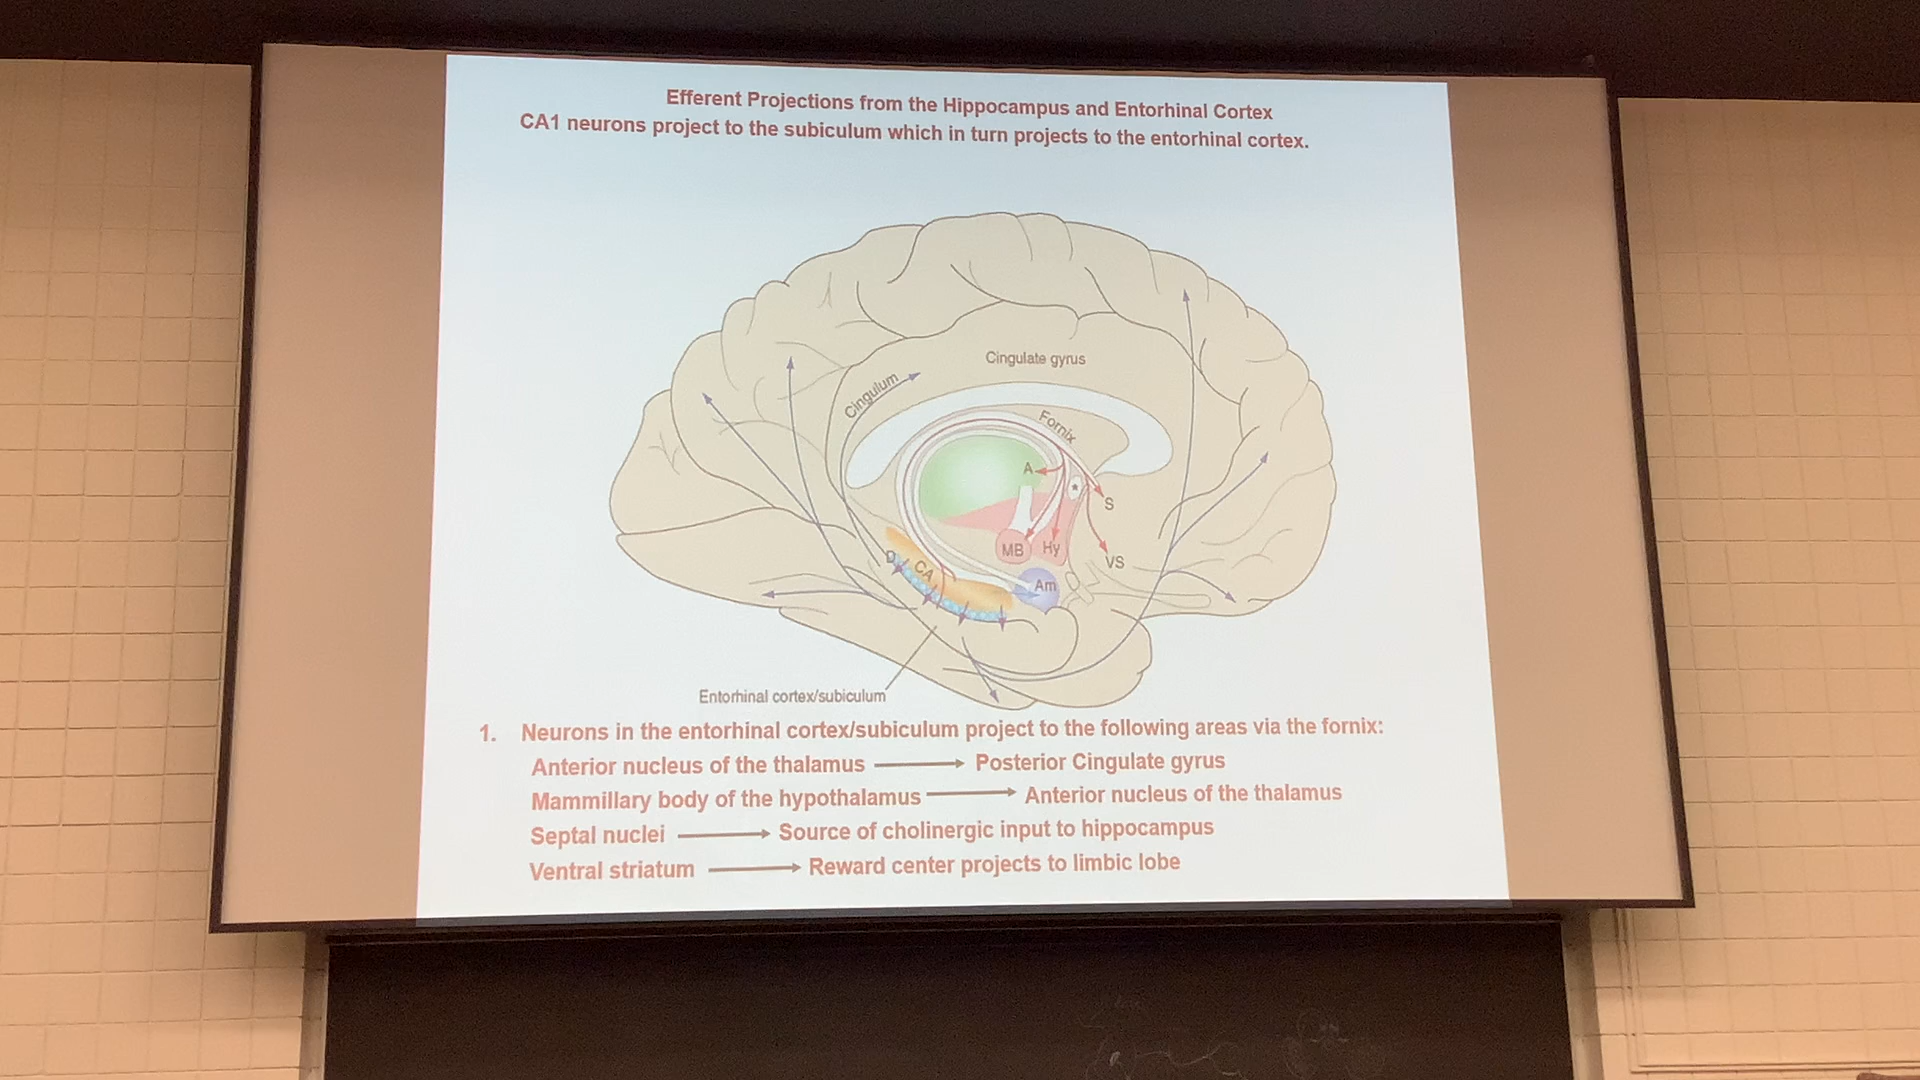 Efferent Projections from the Hippocampus and Entorhinal Cortex
CA1 neurons project to the subiculum which in turn projects to the entorhinal cortex.
Cingulate gyrus
Cingulum
Fornix
A
*
S
MB
Hy
VS
D
CA
Am
Entorhinal cortex/subiculum
1. Neurons in the entorhinal cortex/subiculum project to the following areas via the fornix:
Anterior nucleus of the thalamus → Posterior Cingulate gyrus
Mammillary body of the hypothalamus → Anterior nucleus of the thalamus
Septal nuclei → Source of cholinergic input to hippocampus
Ventral striatum → Reward center projects to limbic lobe